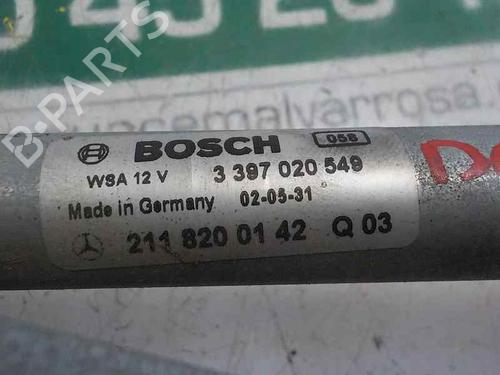 B-PARTS
incemalvarrosa.
BOSCH 058
WSA 12 V 3 397 020 549
Made in Germany 02-05-31
211 820 01 42 Q 03